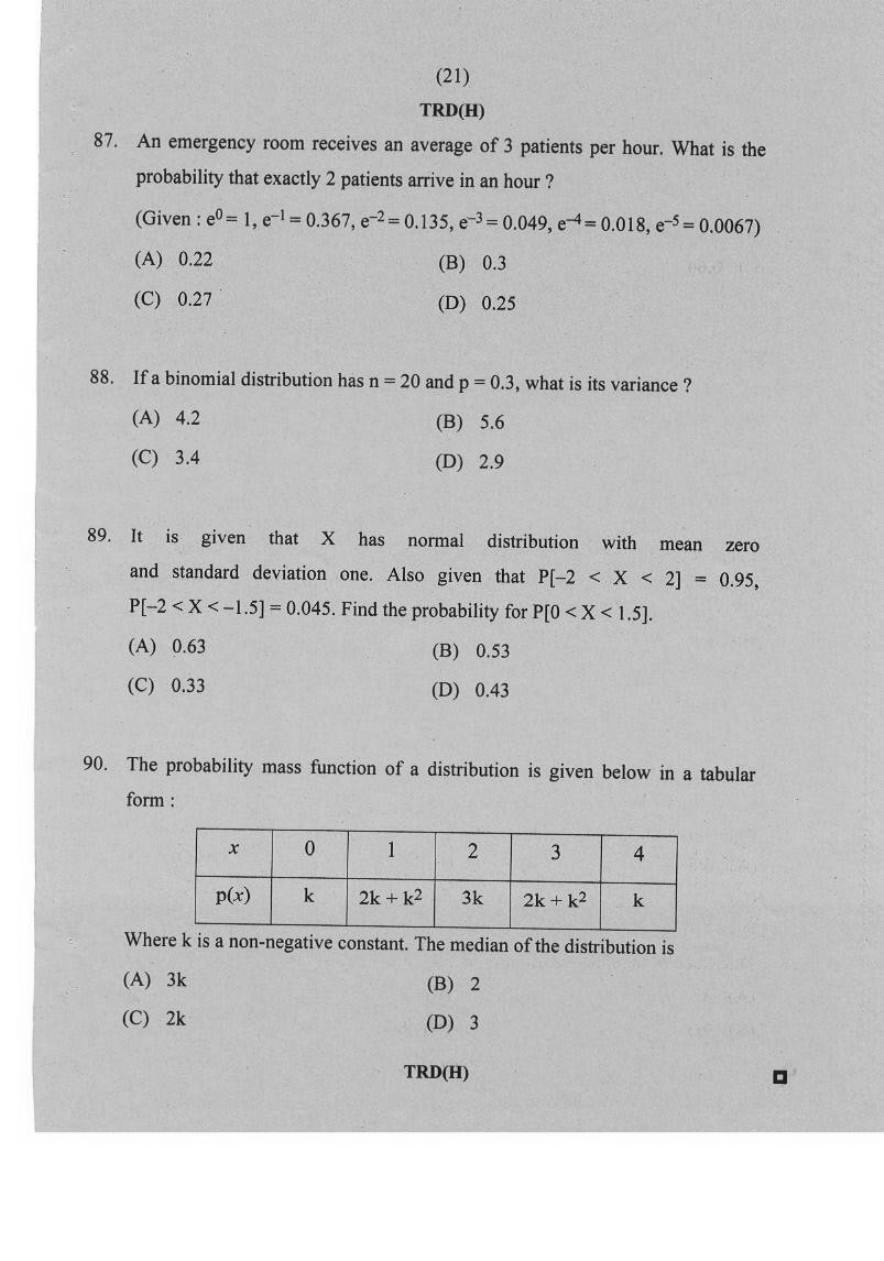 (21)
TRD(H)
87. An emergency room receives an average of 3 patients per hour. What is the
probability that exactly 2 patients arrive in an hour ?
(Given : e⁰ = 1, e⁻¹ = 0.367, e⁻² = 0.135, e⁻³ = 0.049, e⁻⁴ = 0.018, e⁻⁵ = 0.0067)
(A) 0.22 (B) 0.3
(C) 0.27 (D) 0.25
88. If a binomial distribution has n = 20 and p = 0.3, what is its variance ?
(A) 4.2 (B) 5.6
(C) 3.4 (D) 2.9
89. It is given that X has normal distribution with mean zero
and standard deviation one. Also given that P[–2 < X < 2] = 0.95,
P[–2 < X < –1.5] = 0.045. Find the probability for P[0 < X < 1.5].
(A) 0.63 (B) 0.53
(C) 0.33 (D) 0.43
90. The probability mass function of a distribution is given below in a tabular
form :
x 0 1 2 3 4
p(x) k 2k + k² 3k 2k + k² k
Where k is a non-negative constant. The median of the distribution is
(A) 3k (B) 2
(C) 2k (D) 3
TRD(H)